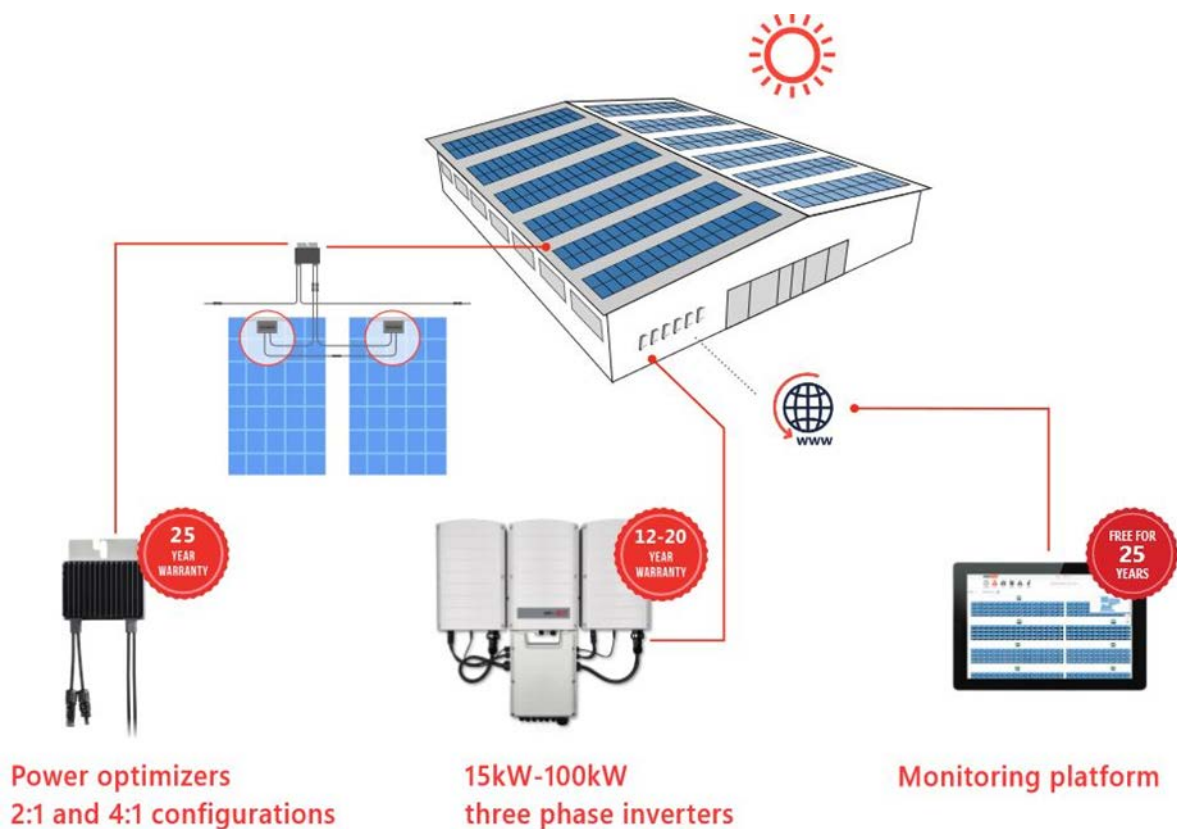 www
25
YEAR
WARRANTY
12-20
YEAR
WARRANTY
FREE FOR
25
YEARS
Power optimizers
2:1 and 4:1 configurations
15kW-100kW
three phase inverters
Monitoring platform